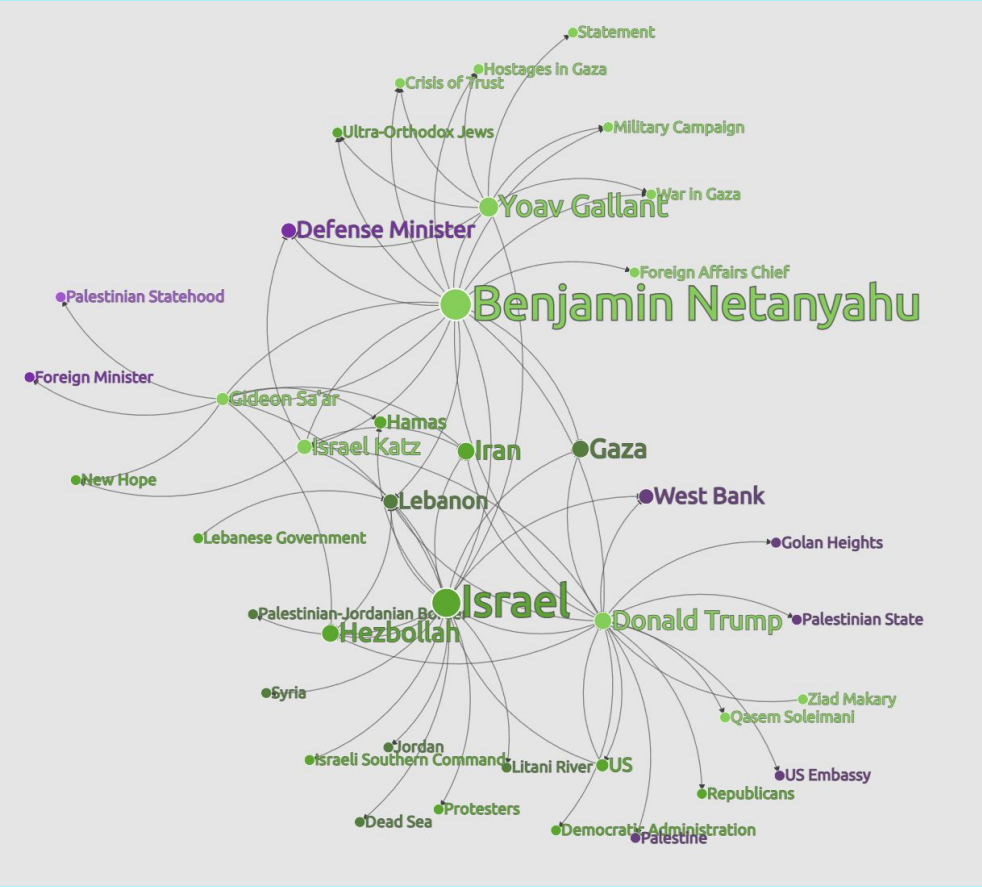 Statement
Hostages in Gaza
Crisis of Trust
Military Campaign
Ultra-Orthodox Jews
War in Gaza
Yoav Gallant
Defense Minister
Foreign Affairs Chief
Palestinian Statehood
Benjamin Netanyahu
Foreign Minister
Gideon Sa'ar
Hamas
Israel Katz
Iran
Gaza
New Hope
Lebanon
West Bank
Lebanese Government
Golan Heights
Israel
Palestinian-Jordanian Border
Donald Trump
Palestinian State
Hezbollah
Syria
Ziad Makary
Qasem Soleimani
Jordan
Israeli Southern Command
Litani River
US
US Embassy
Republicans
Protesters
Dead Sea
Democratic Administration
Palestine